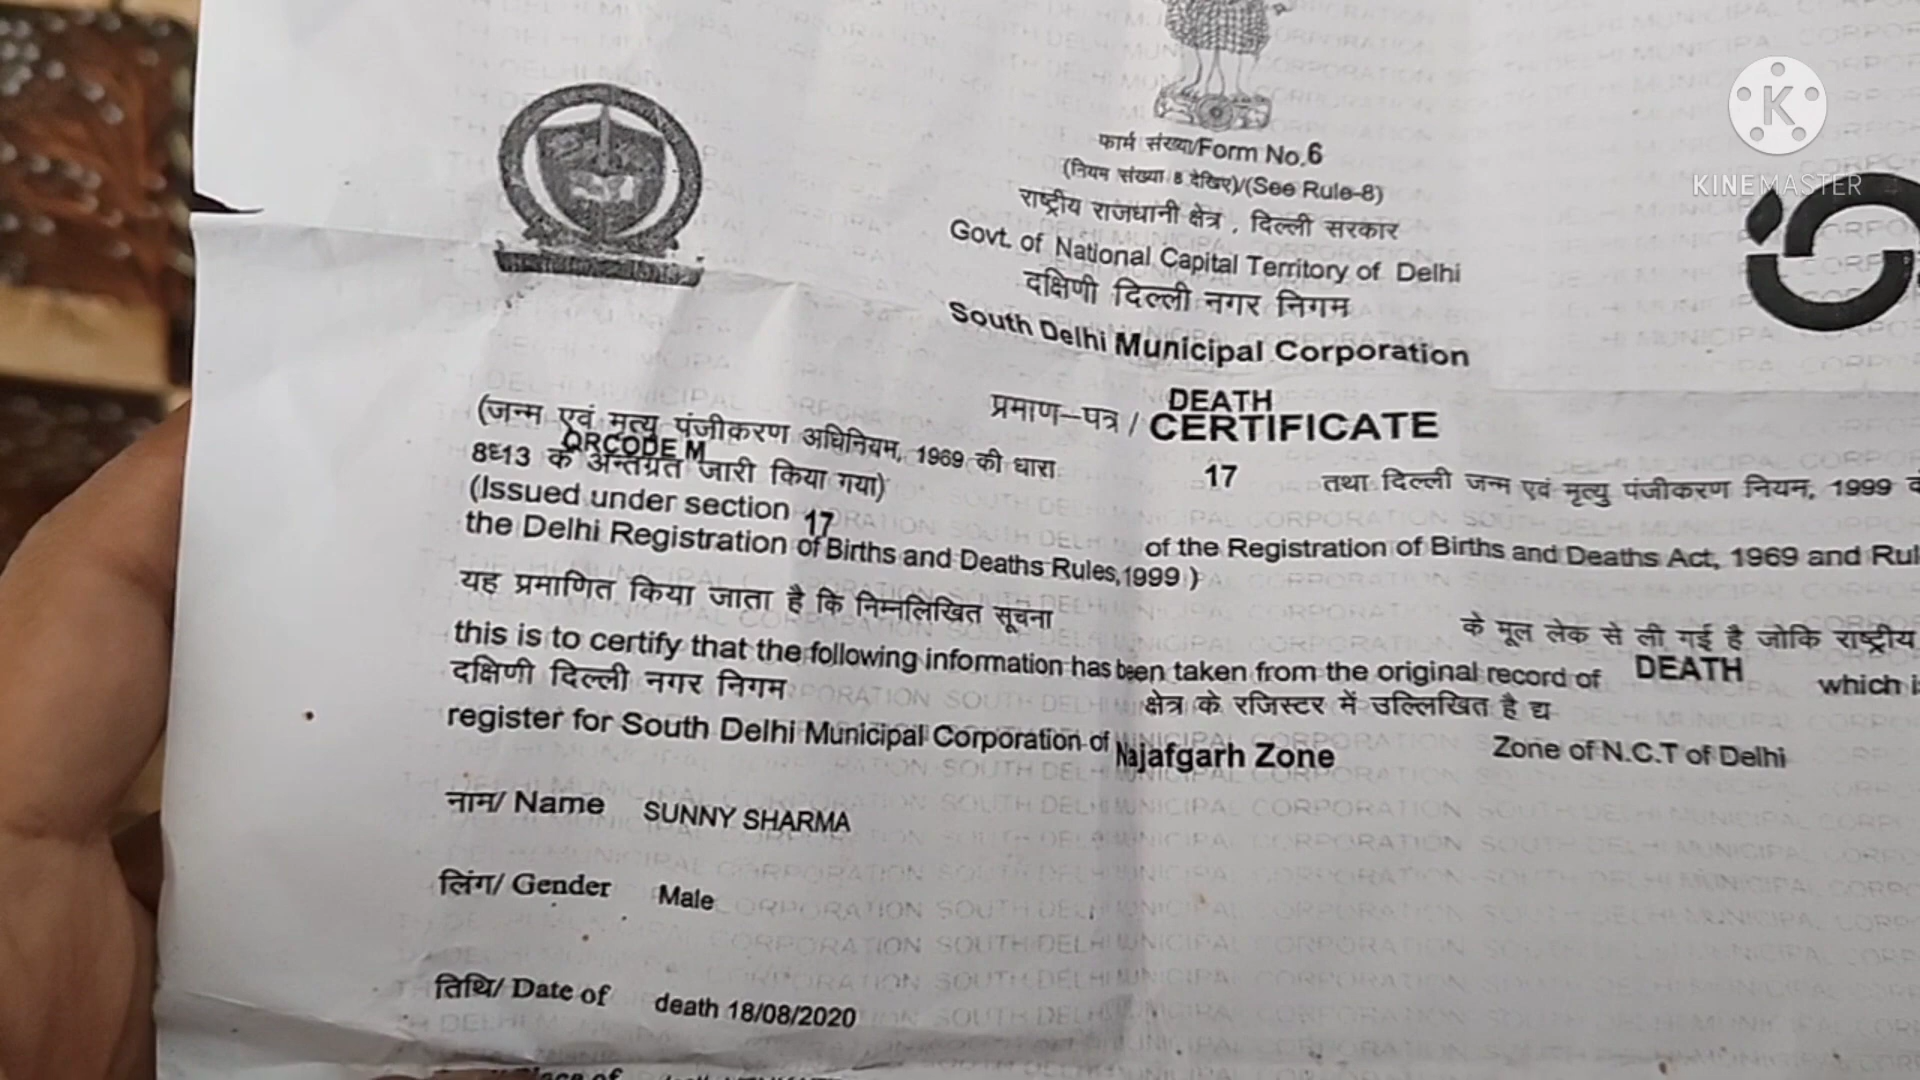 KINEMASTER
फार्म संख्या/Form No.6
(नियम संख्या 8 देखिए)/(See Rule-8)
राष्ट्रीय राजधानी क्षेत्र , दिल्ली सरकार
Govt. of National Capital Territory of Delhi
दक्षिणी दिल्ली नगर निगम
South Delhi Municipal Corporation
प्रमाण-पत्र / DEATH CERTIFICATE
(जन्म एवं मृत्यु पंजीकरण अधिनियम, 1969 की धारा 17 तथा दिल्ली जन्म एवं मृत्यु पंजीकरण नियम, 1999
QRCODE M
के अन्तग्रत जारी किया गया)
(Issued under section 17 of the Registration of Births and Deaths Act, 1969 and Rul
the Delhi Registration of Births and Deaths Rules,1999 )
यह प्रमाणित किया जाता है कि निम्नलिखित सूचना के मूल लेक से ली गई है जोकि राष्ट्रीय
this is to certify that the following information has been taken from the original record of DEATH which i
दक्षिणी दिल्ली नगर निगम क्षेत्र के रजिस्टर में उल्लिखित है द्य
register for South Delhi Municipal Corporation of Najafgarh Zone Zone of N.C.T of Delhi
नाम/ Name SUNNY SHARMA
लिंग/ Gender Male
तिथि/ Date of death 18/08/2020